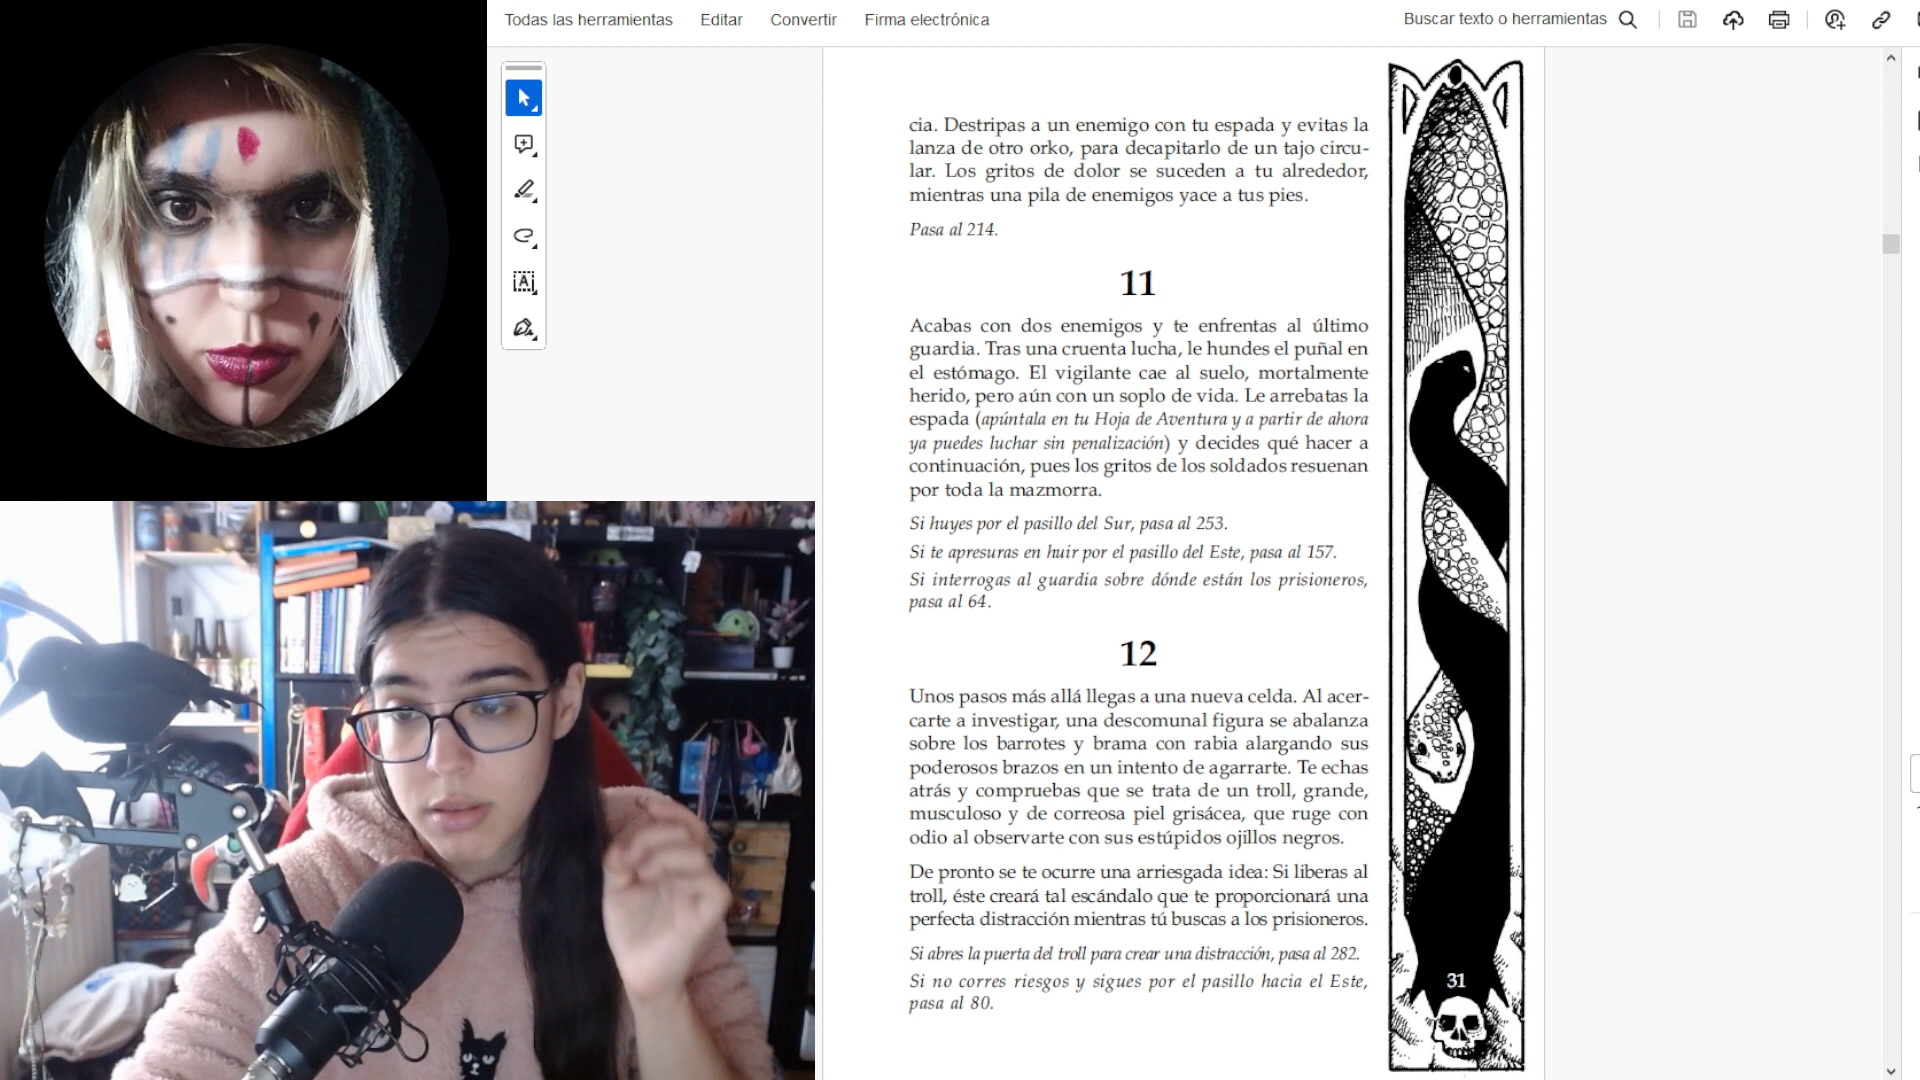 Todas las herramientas Editar Convertir Firma electrónica Buscar texto o herramientas
cia. Destripas a un enemigo con tu espada y evitas la
lanza de otro orko, para decapitarlo de un tajo circu-
lar. Los gritos de dolor se suceden a tu alrededor,
mientras una pila de enemigos yace a tus pies.
Pasa al 214.
11
Acabas con dos enemigos y te enfrentas al último
guardia. Tras una cruenta lucha, le hundes el puñal en
el estómago. El vigilante cae al suelo, mortalmente
herido, pero aún con un soplo de vida. Le arrebatas la
espada (apúntala en tu Hoja de Aventura y a partir de ahora
ya puedes luchar sin penalización) y decides qué hacer a
continuación, pues los gritos de los soldados resuenan
por toda la mazmorra.
Si huyes por el pasillo del Sur, pasa al 253.
Si te apresuras en huir por el pasillo del Este, pasa al 157.
Si interrogas al guardia sobre dónde están los prisioneros,
pasa al 64.
12
Unos pasos más allá llegas a una nueva celda. Al acer-
carte a investigar, una descomunal figura se abalanza
sobre los barrotes y brama con rabia alargando sus
poderosos brazos en un intento de agarrarte. Te echas
atrás y compruebas que se trata de un troll, grande,
musculoso y de correosa piel grisácea, que ruge con
odio al observarte con sus estúpidos ojillos negros.
De pronto se te ocurre una arriesgada idea: Si liberas al
troll, éste creará tal escándalo que te proporcionará una
perfecta distracción mientras tú buscas a los prisioneros.
Si abres la puerta del troll para crear una distracción, pasa al 282.
Si no corres riesgos y sigues por el pasillo hacia el Este,
pasa al 80.
31